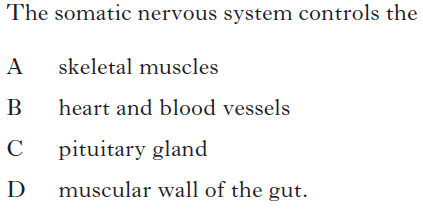 The somatic nervous system controls the
A skeletal muscles
B heart and blood vessels
C pituitary gland
D muscular wall of the gut.